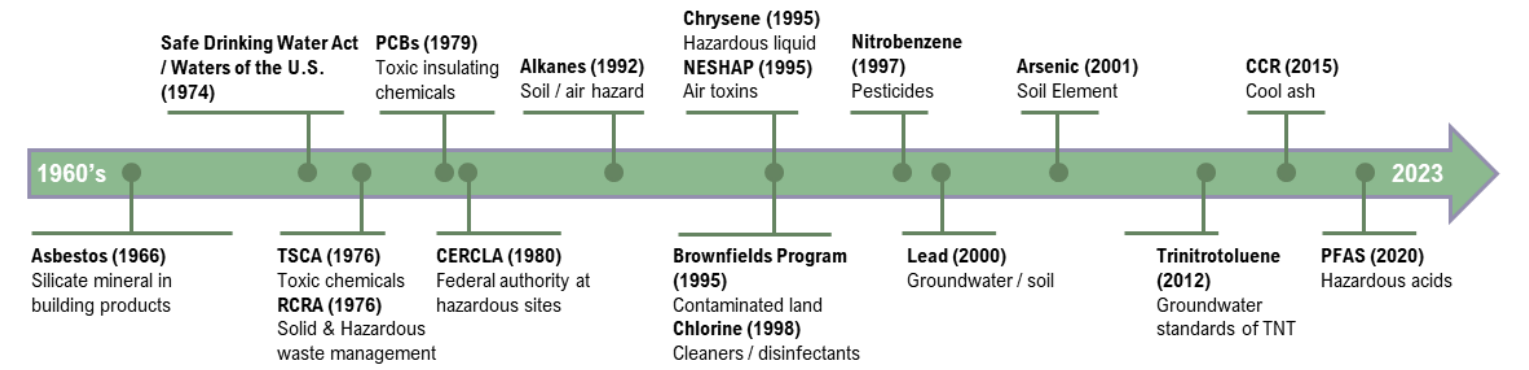 Safe Drinking Water Act
/ Waters of the U.S.
(1974)
PCBs (1979)
Toxic insulating
chemicals
Alkanes (1992)
Soil / air hazard
Chrysene (1995)
Hazardous liquid
NESHAP (1995)
Air toxins
Nitrobenzene
(1997)
Pesticides
Arsenic (2001)
Soil Element
CCR (2015)
Cool ash
1960's
2023
Asbestos (1966)
Silicate mineral in
building products
TSCA (1976)
Toxic chemicals
RCRA (1976)
Solid & Hazardous
waste management
CERCLA (1980)
Federal authority at
hazardous sites
Brownfields Program
(1995)
Contaminated land
Chlorine (1998)
Cleaners / disinfectants
Lead (2000)
Groundwater / soil
Trinitrotoluene
(2012)
Groundwater
standards of TNT
PFAS (2020)
Hazardous acids